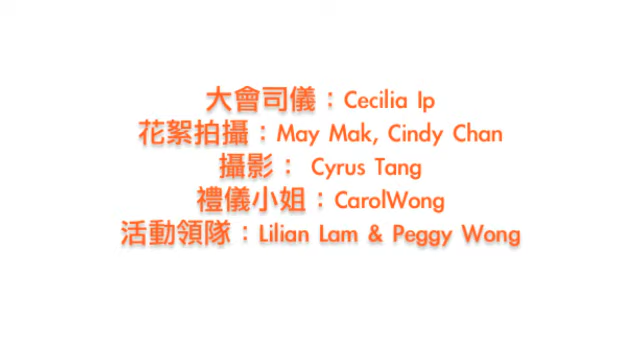 大會司儀：Cecilia Ip
花絮拍攝：May Mak, Cindy Chan
攝影： Cyrus Tang
禮儀小姐：CarolWong
活動領隊：Lilian Lam & Peggy Wong